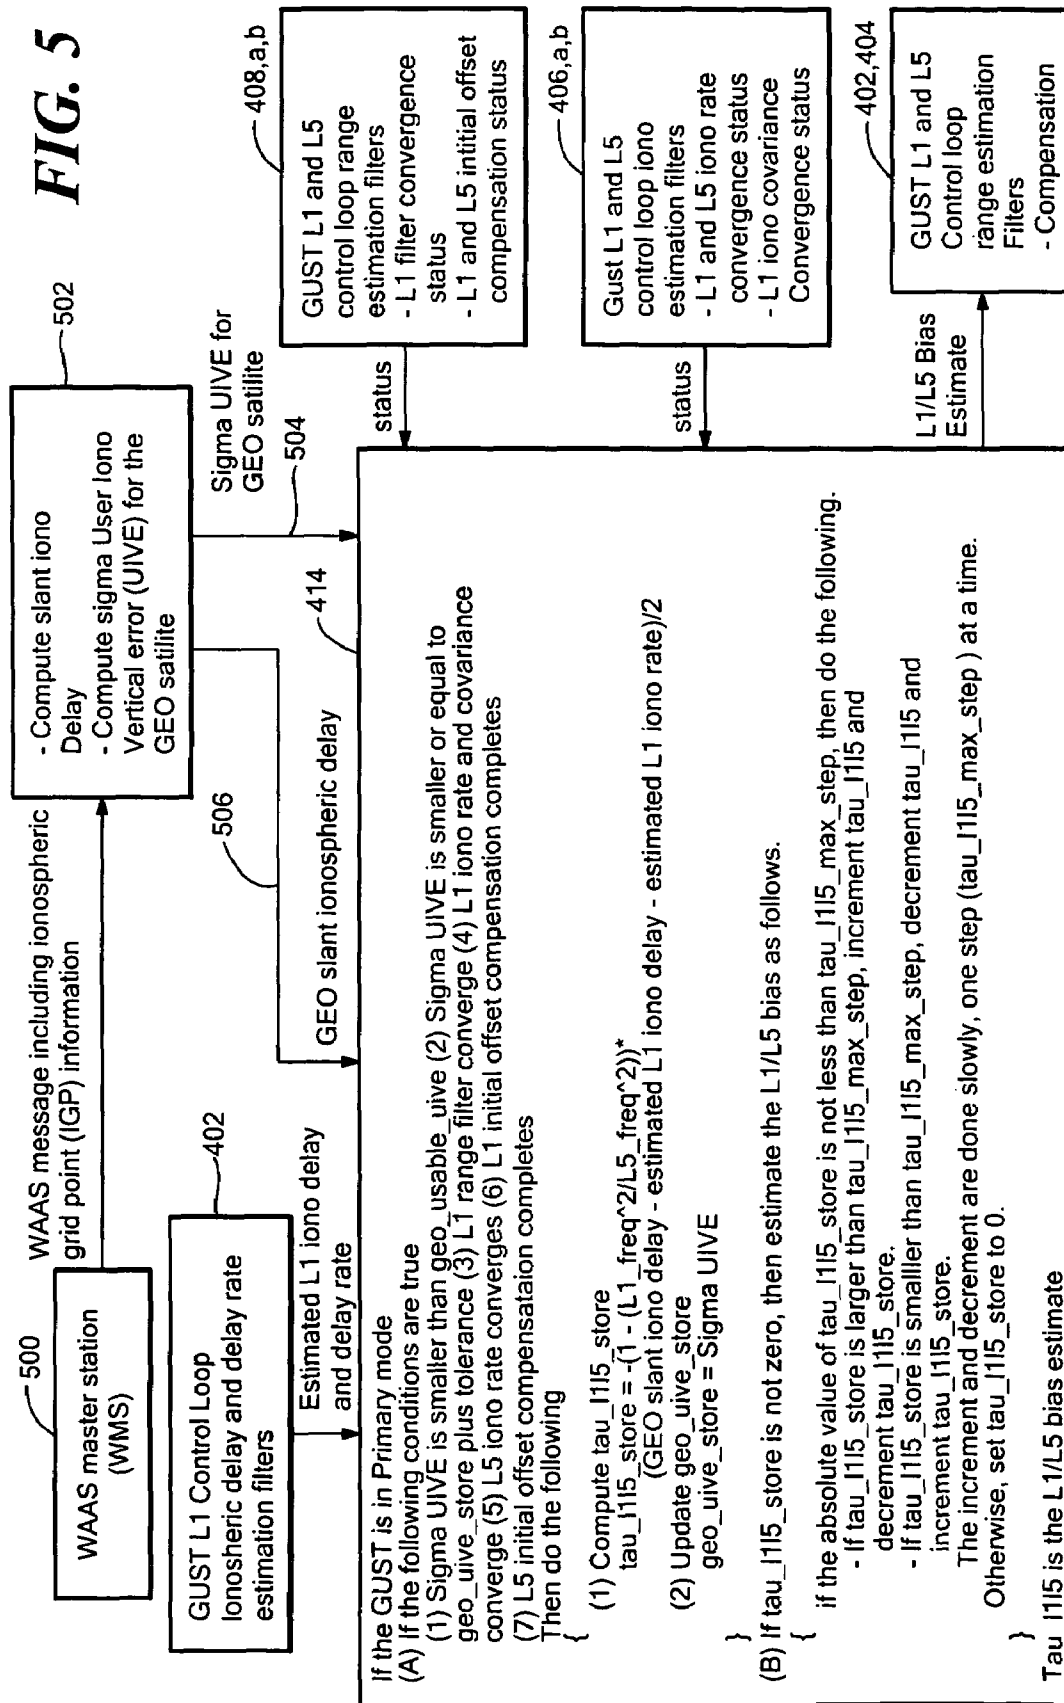 FIG. 5
500
WAAS master station
(WMS)
WAAS message including ionospheric
grid point (IGP) information
502
- Compute slant iono
Delay
- Compute sigma User Iono
Vertical error (UIVE) for the
GEO satilite
402
GUST L1 Control Loop
Ionospheric delay and delay rate
estimation filters
Estimated L1 iono delay
and delay rate
506
GEO slant ionospheric delay
Sigma UIVE for
GEO satilite
504
414
408,a,b
GUST L1 and L5
control loop range
estimation filters
- L1 filter convergence
status
- L1 and L5 intitial offset
compensation status
status
406,a,b
Gust L1 and L5
control loop iono
estimation filters
- L1 and L5 iono rate
convergence status
- L1 iono covariance
Convergence status
status
402,404
GUST L1 and L5
Control loop
range estimation
Filters
- Compensation
L1/L5 Bias
Estimate
If the GUST is in Primary mode
(A) If the following conditions are true
(1) Sigma UIVE is smaller than geo_usable_uive (2) Sigma UIVE is smaller or equal to
geo_uive_store plus tolerance (3) L1 range filter converge (4) L1 iono rate and covariance
converge (5) L5 iono rate converges (6) L1 initial offset compensation completes
(7) L5 initial offset compensataion completes
Then do the following
{
(1) Compute tau_l1l5_store
tau_l1l5_store = -(1 - (L1_freq^2/L5_freq^2))*
(GEO slant iono delay - estimated L1 iono delay - estimated L1 iono rate)/2
(2) Update geo_uive_store
geo_uive_store = Sigma UIVE
}
(B) If tau_l1l5_store is not zero, then estimate the L1/L5 bias as follows.
{
if the absolute value of tau_l1l5_store is not less than tau_l1l5_max_step, then do the following.
- If tau_l1l5_store is larger than tau_l1l5_max_step, increment tau_l1l5 and
decrement tau_l1l5_store.
- If tau_l1l5_store is smaller than tau_l1l5_max_step, decrement tau_l1l5 and
increment tau_l1l5_store.
The increment and decrement are done slowly, one step (tau_l1l5_max_step ) at a time.
Otherwise, set tau_l1l5_store to 0.
}
Tau_l1l5 is the L1/L5 bias estimate